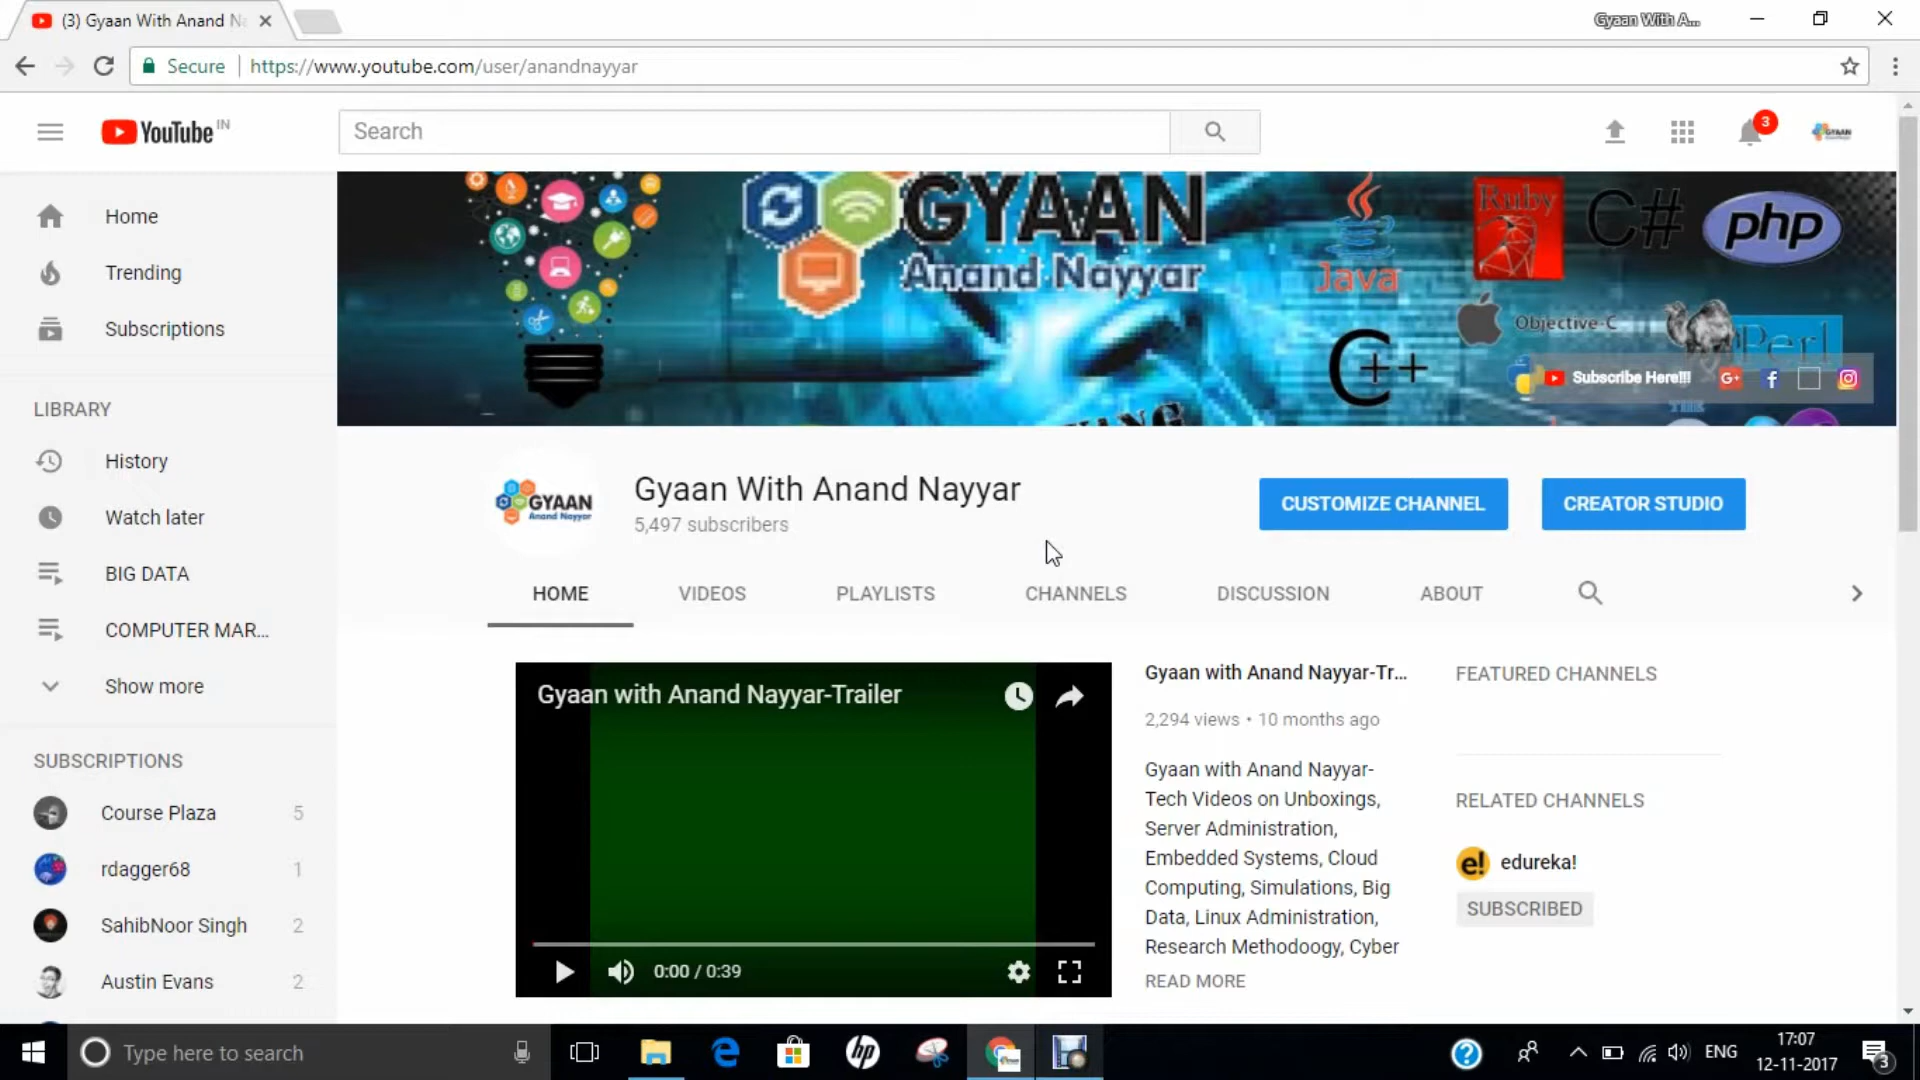 (3) Gyaan With Anand Na
Gyaan With A...
Secure
https://www.youtube.com/user/anandnayyar
YouTube IN
Search
3
GYAAN
Home
Trending
Subscriptions
LIBRARY
History
Watch later
BIG DATA
COMPUTER MAR...
Show more
SUBSCRIPTIONS
Course Plaza 5
rdagger68 1
SahibNoor Singh 2
Austin Evans 2
GYAAN
Anand Nayyar
Java
Ruby
C#
php
Objective-C
Perl
C++
Subscribe Here!!!
G+
THE
GYAAN
Anand Nayyar
Gyaan With Anand Nayyar
5,497 subscribers
CUSTOMIZE CHANNEL
CREATOR STUDIO
HOME
VIDEOS
PLAYLISTS
CHANNELS
DISCUSSION
ABOUT
Gyaan with Anand Nayyar-Trailer
0:00 / 0:39
Gyaan with Anand Nayyar-Tr...
2,294 views • 10 months ago
Gyaan with Anand Nayyar-
Tech Videos on Unboxings,
Server Administration,
Embedded Systems, Cloud
Computing, Simulations, Big
Data, Linux Administration,
Research Methodoogy, Cyber
READ MORE
FEATURED CHANNELS
RELATED CHANNELS
e!
edureka!
SUBSCRIBED
Type here to search
hp
ENG
17:07
12-11-2017
3